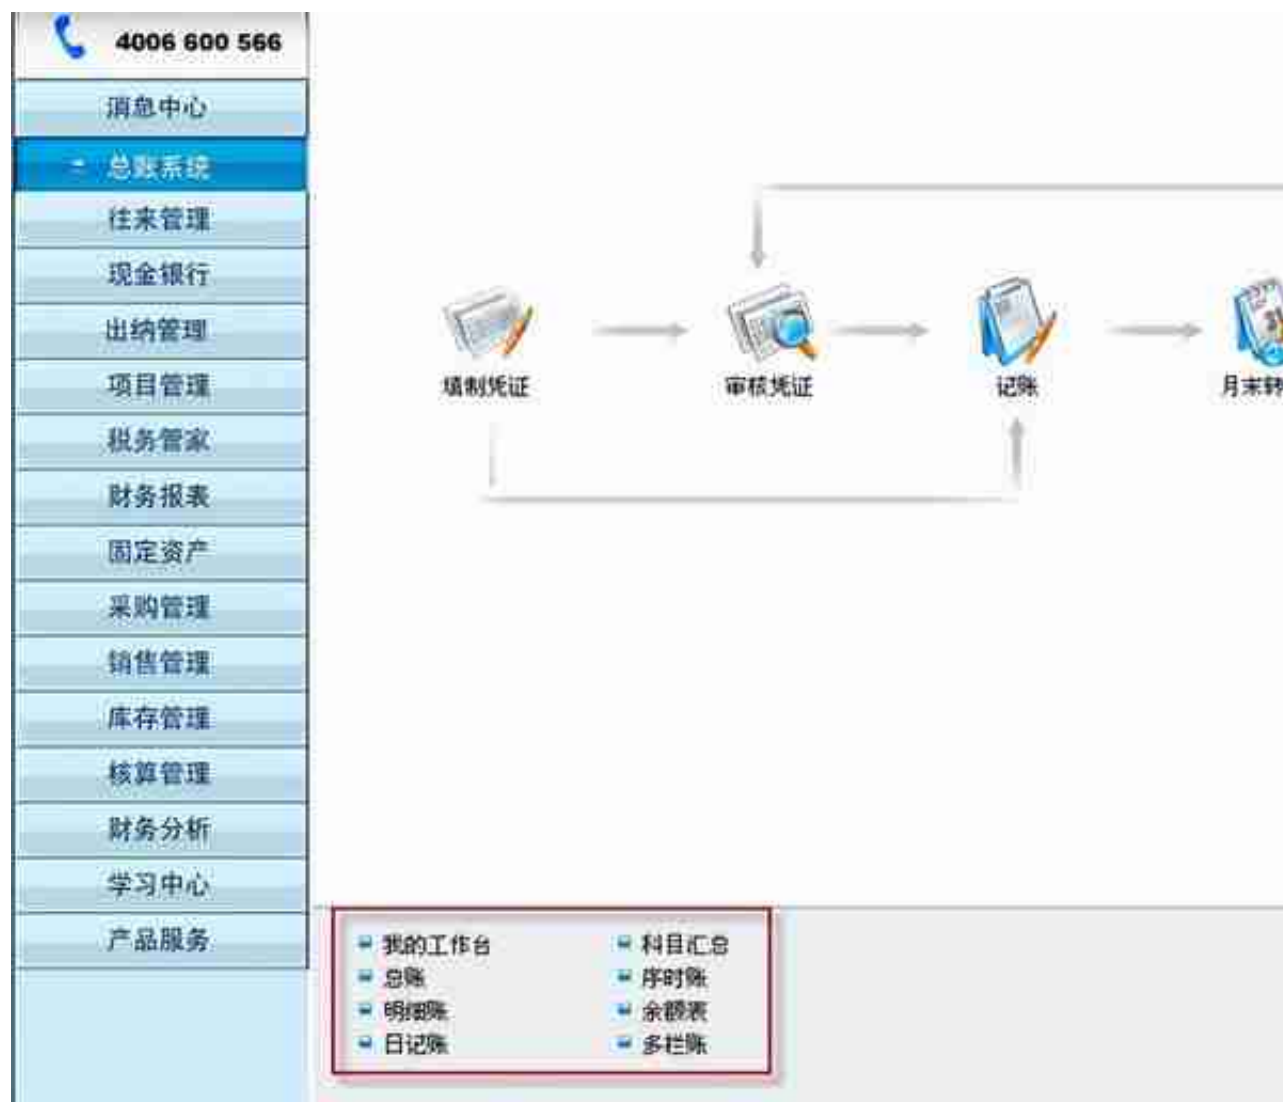 4006 600 566
消息中心
总账系统
往来管理
现金银行
出纳管理
项目管理
税务管家
财务报表
固定资产
采购管理
销售管理
库存管理
核算管理
财务分析
学习中心
产品服务
填制凭证 审核凭证 记账 月末转
我的工作台 科目汇总
总账 序时账
明细账 余额表
日记账 多栏账